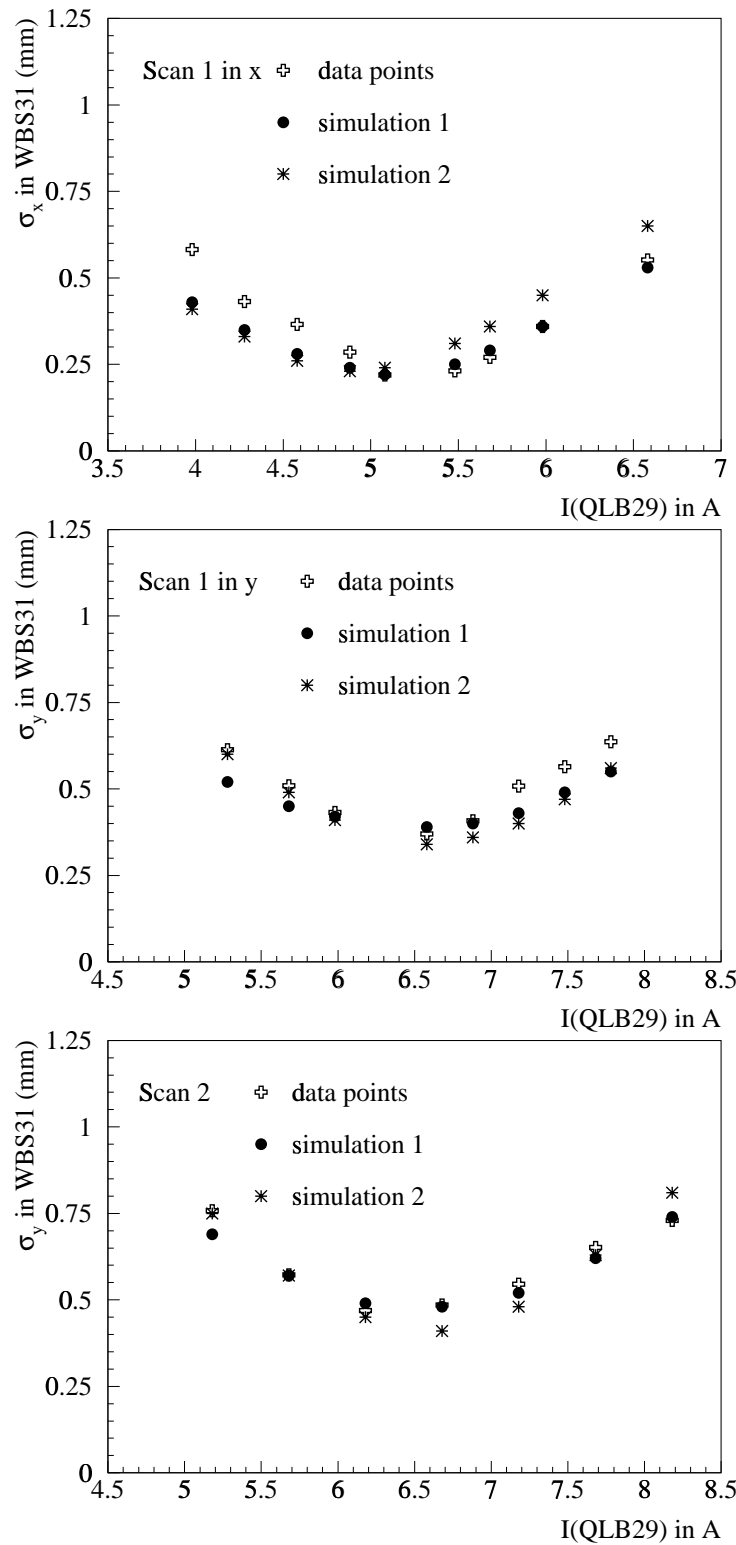 1.25
Scan 1 in x
data points
1
simulation 1
0.75
simulation 2
0.5
0.25
0
σx in WBS31 (mm)
3.5 4 4.5 5 5.5 6 6.5 7
I(QLB29) in A
1.25
Scan 1 in y
data points
1
simulation 1
simulation 2
0.75
0.5
0.25
0
σy in WBS31 (mm)
4.5 5 5.5 6 6.5 7 7.5 8 8.5
I(QLB29) in A
1.25
Scan 2
data points
1
simulation 1
simulation 2
0.75
0.5
0.25
0
σy in WBS31 (mm)
4.5 5 5.5 6 6.5 7 7.5 8 8.5
I(QLB29) in A